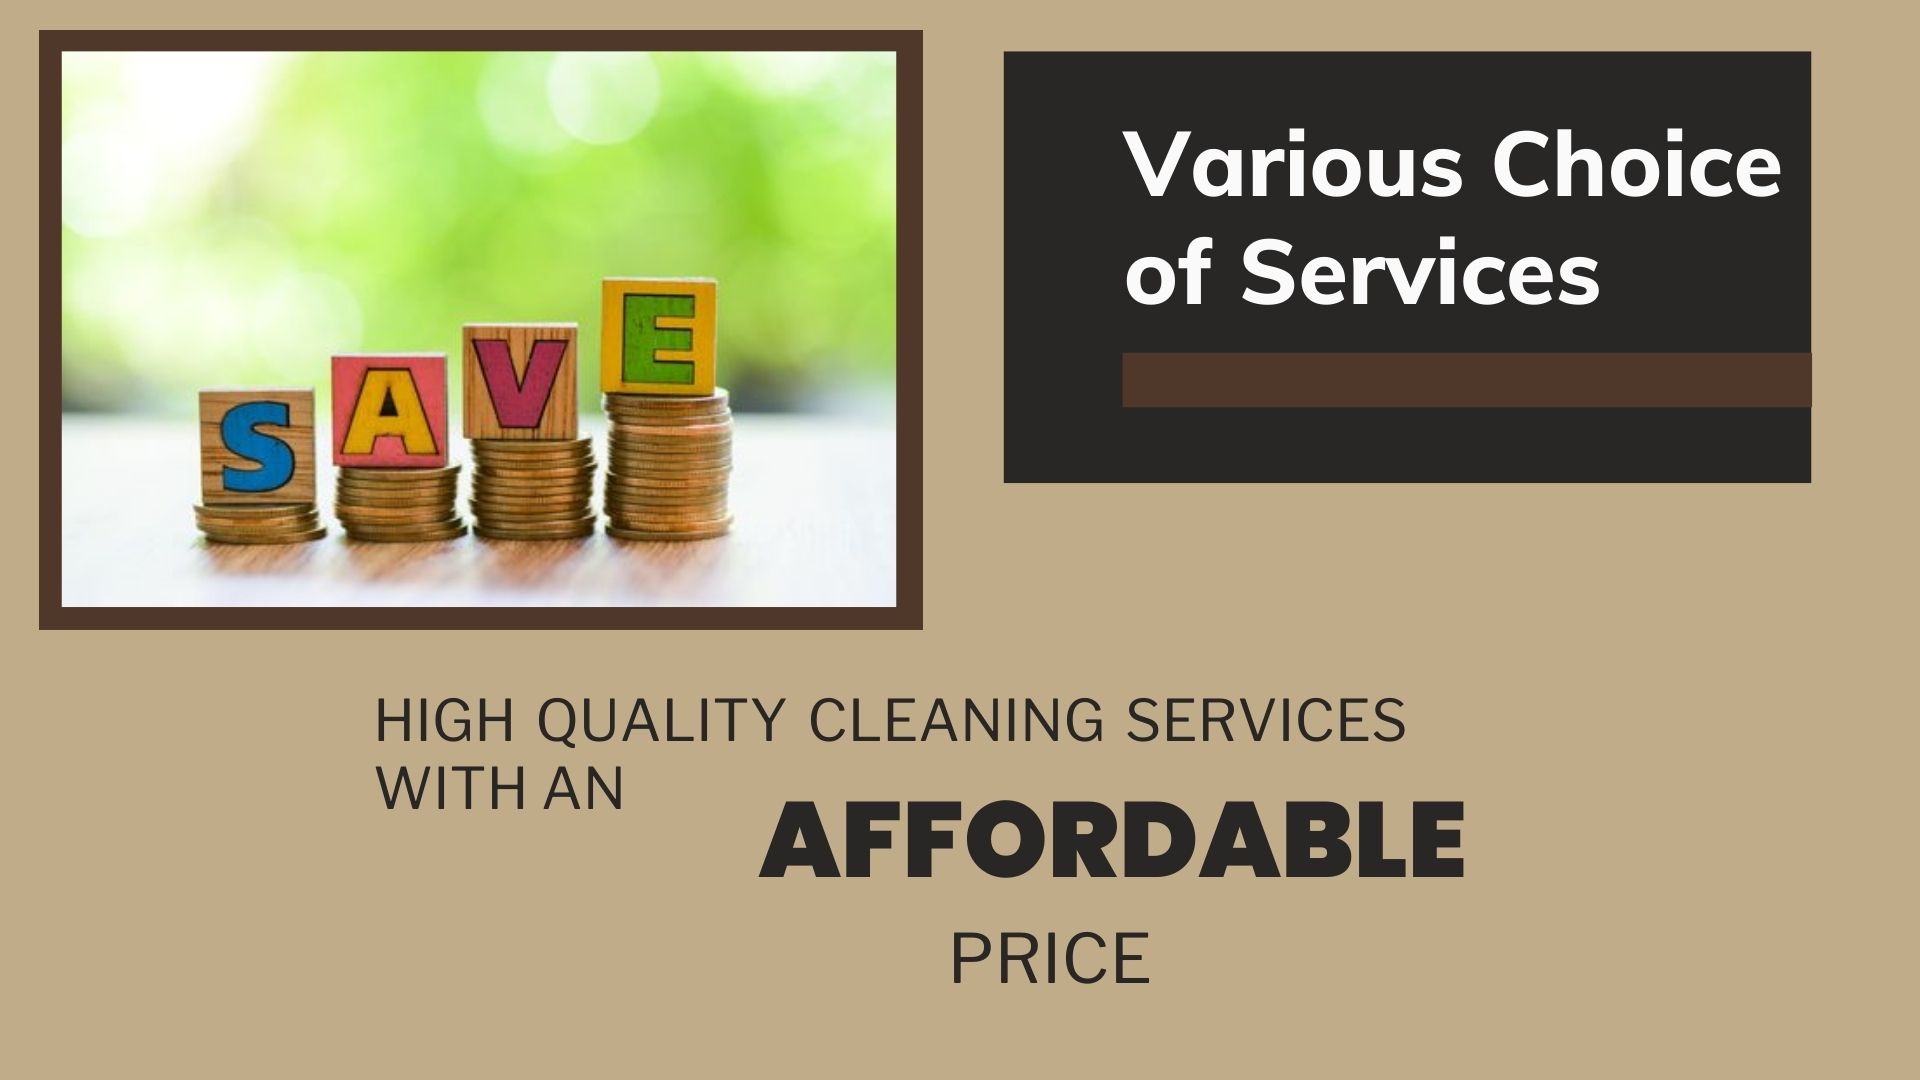 SAVE
Various Choice
of Services
HIGH QUALITY CLEANING SERVICES
WITH AN
AFFORDABLE
PRICE